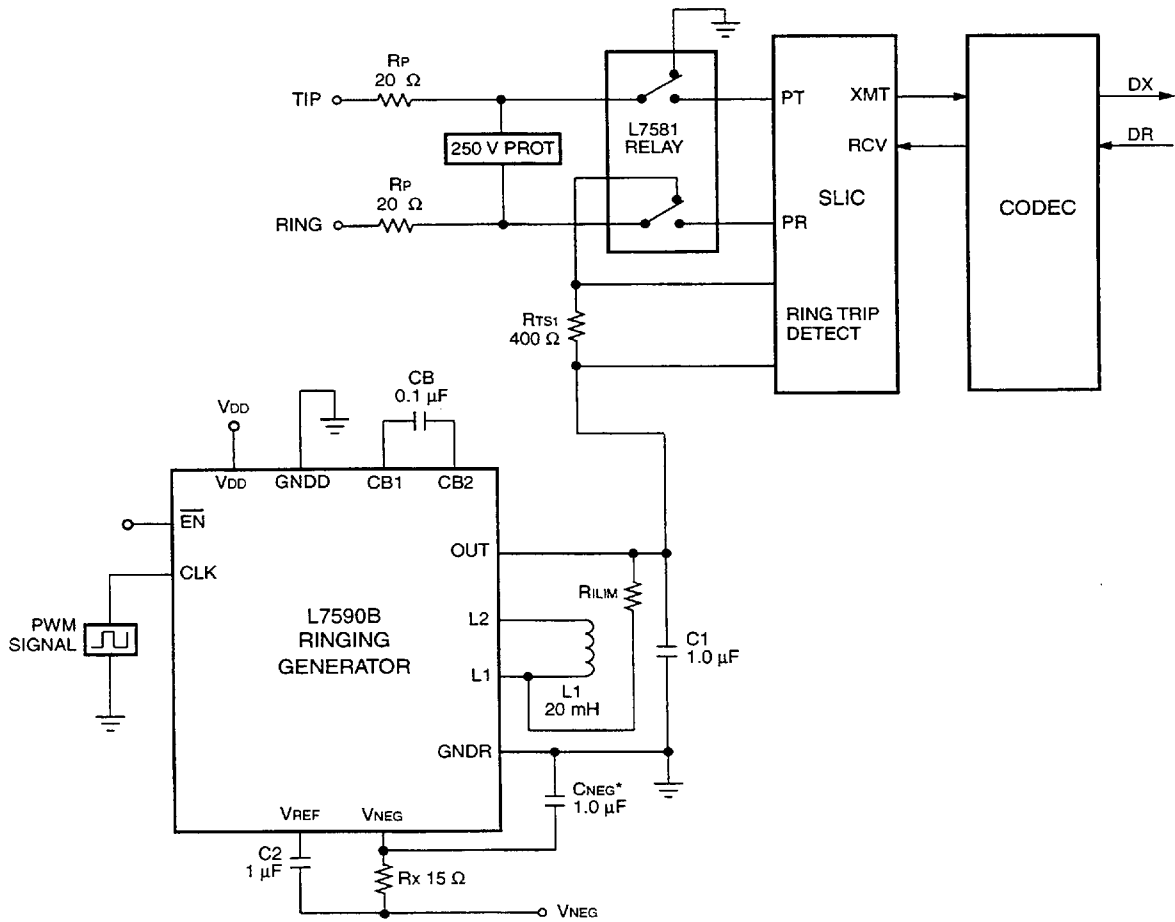 RP
20 Ω
TIP
250 V PROT
RP
20 Ω
RING
L7581
RELAY
PT
XMT
RCV
SLIC
PR
RING TRIP
DETECT
CODEC
DX
DR
RTS1
400 Ω
CB
0.1 µF
VDD
VDD
GNDD
CB1
CB2
EN
CLK
PWM
SIGNAL
L7590B
RINGING
GENERATOR
OUT
L2
L1
GNDR
RILIM
L1
20 mH
C1
1.0 µF
CNEG*
1.0 µF
VREF
VNEG
C2
1 µF
RX 15 Ω
VNEG